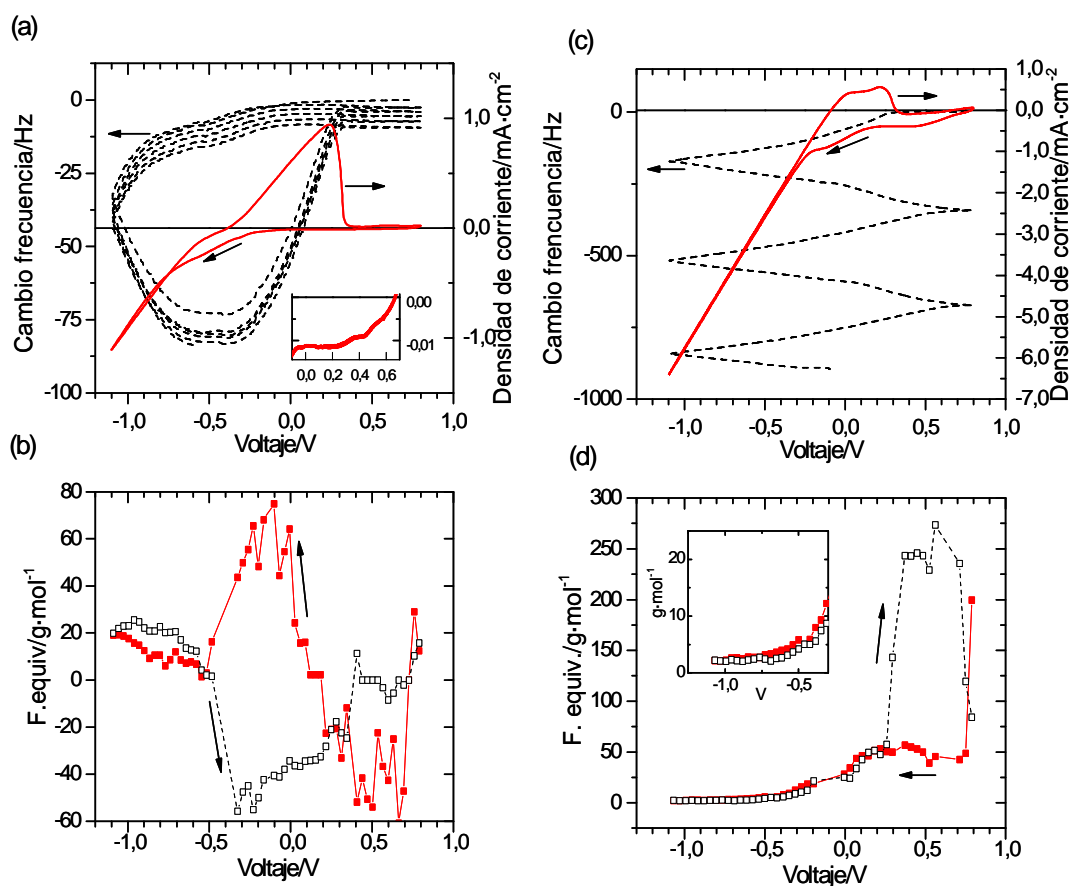 (a)
Cambio frecuencia/Hz
0
-25
-50
-75
-100
1,0
0,0
-1,0
Densidad de corriente/mA·cm⁻²
0,00
-0,01
0,0 0,2 0,4 0,6
-1,0 -0,5 0,0 0,5 1,0
Voltaje/V
(c)
Cambio frencuencia/Hz
0
-500
-1000
1,0
0,0
-1,0
-2,0
-3,0
-4,0
-5,0
-6,0
-7,0
Densidad de corriente/mA·cm⁻²
-1,0 -0,5 0,0 0,5 1,0
Voltaje/V
(b)
F.equiv/g·mol⁻¹
80
60
40
20
0
-20
-40
-60
-1,0 -0,5 0,0 0,5 1,0
Voltaje/V
(d)
F. equiv./g·mol⁻¹
300
250
200
150
100
50
0
g·mol⁻¹
20
10
0
-1,0 -0,5
V
-1,0 -0,5 0,0 0,5 1,0
Voltaje/V